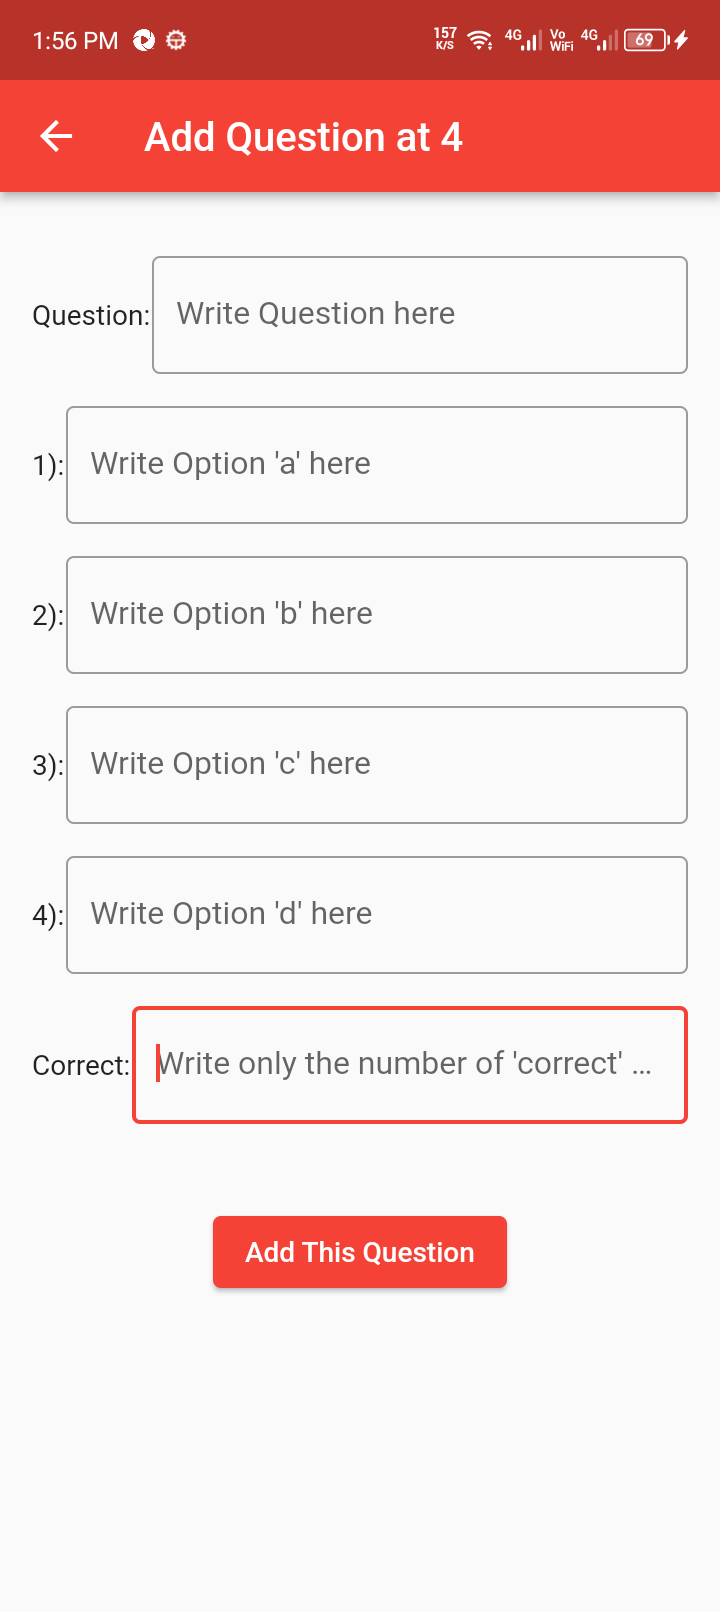 1:56 PM 157 K/S 4G Vo WiFi 4G 69
Add Question at 4
Question: Write Question here
1): Write Option 'a' here
2): Write Option 'b' here
3): Write Option 'c' here
4): Write Option 'd' here
Correct: Write only the number of 'correct' ...
Add This Question